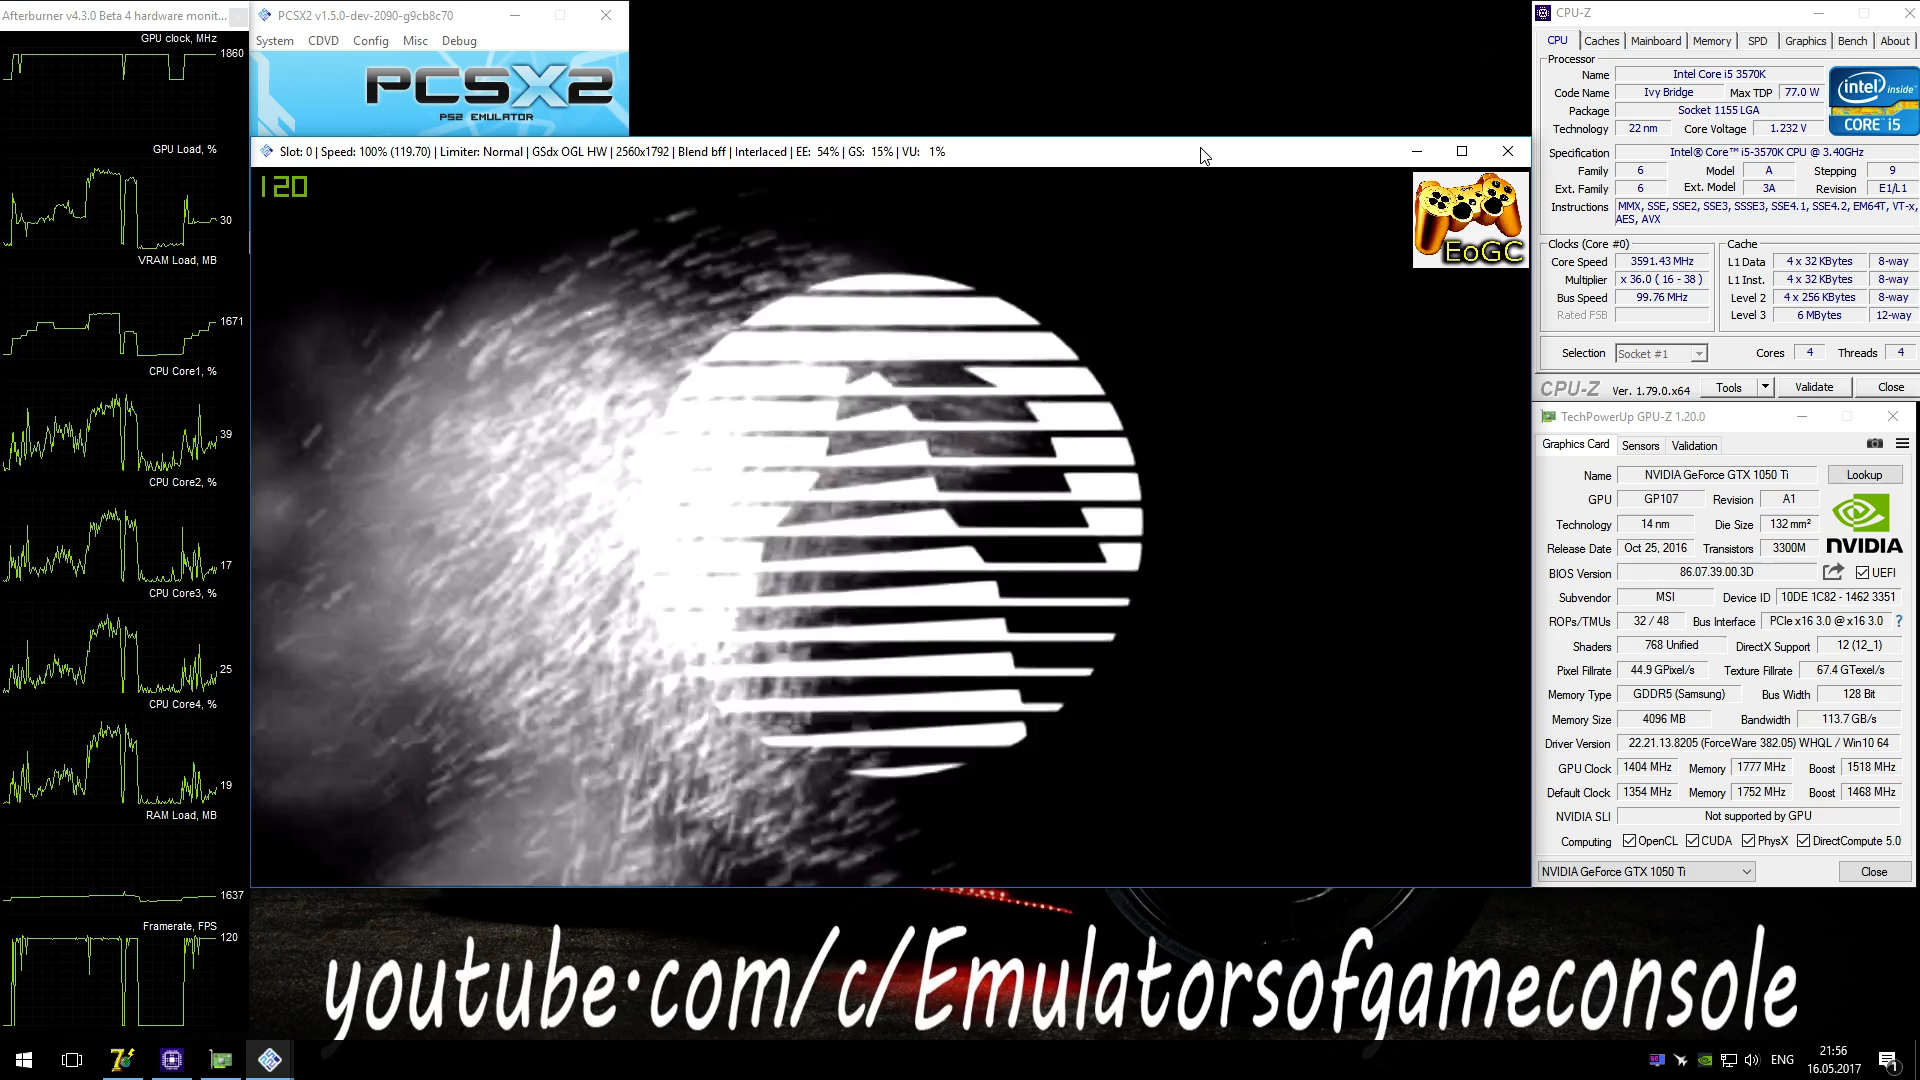 Afterburner v4.3.0 Beta 4 hardware monit...
GPU clock, MHz
1860
GPU Load, %
30
VRAM Load, MB
1671
CPU Core1, %
39
CPU Core2, %
17
CPU Core3, %
25
CPU Core4, %
19
RAM Load, MB
1637
Framerate, FPS
120
PCSX2 v1.5.0-dev-2090-g9cb8c70
System CDVD Config Misc Debug
PCSX2
PS2 EMULATOR
Slot: 0 | Speed: 100% (119.70) | Limiter: Normal | GSdx OGL HW | 2560x1792 | Blend bff | Interlaced | EE: 54% | GS: 15% | VU: 1%
120
EoGC
CPU-Z
CPU Caches Mainboard Memory SPD Graphics Bench About
Processor
Name Intel Core i5 3570K
Code Name Ivy Bridge Max TDP 77.0 W
Package Socket 1155 LGA
Technology 22 nm Core Voltage 1.232 V
intel inside™
CORE i5
Specification Intel® Core™ i5-3570K CPU @ 3.40GHz
Family 6 Model A Stepping 9
Ext. Family 6 Ext. Model 3A Revision E1/L1
Instructions MMX, SSE, SSE2, SSE3, SSSE3, SSE4.1, SSE4.2, EM64T, VT-x,
AES, AVX
Clocks (Core #0)
Core Speed 3591.43 MHz
Multiplier x 36.0 ( 16 - 38 )
Bus Speed 99.76 MHz
Rated FSB
Cache
L1 Data 4 x 32 KBytes 8-way
L1 Inst. 4 x 32 KBytes 8-way
Level 2 4 x 256 KBytes 8-way
Level 3 6 MBytes 12-way
Selection Socket #1 Cores 4 Threads 4
CPU-Z Ver. 1.79.0.x64 Tools Validate Close
TechPowerUp GPU-Z 1.20.0
Graphics Card Sensors Validation
Name NVIDIA GeForce GTX 1050 Ti Lookup
GPU GP107 Revision A1
Technology 14 nm Die Size 132 mm²
Release Date Oct 25, 2016 Transistors 3300M
NVIDIA
BIOS Version 86.07.39.00.3D UEFI
Subvendor MSI Device ID 10DE 1C82 - 1462 3351
ROPs/TMUs 32 / 48 Bus Interface PCIe x16 3.0 @ x16 3.0 ?
Shaders 768 Unified DirectX Support 12 (12_1)
Pixel Fillrate 44.9 GPixel/s Texture Fillrate 67.4 GTexel/s
Memory Type GDDR5 (Samsung) Bus Width 128 Bit
Memory Size 4096 MB Bandwidth 113.7 GB/s
Driver Version 22.21.13.8205 (ForceWare 382.05) WHQL / Win10 64
GPU Clock 1404 MHz Memory 1777 MHz Boost 1518 MHz
Default Clock 1354 MHz Memory 1752 MHz Boost 1468 MHz
NVIDIA SLI Not supported by GPU
Computing OpenCL CUDA PhysX DirectCompute 5.0
NVIDIA GeForce GTX 1050 Ti Close
youtube.com/c/Emulatorsofgameconsole
ENG
21:56
16.05.2017
1